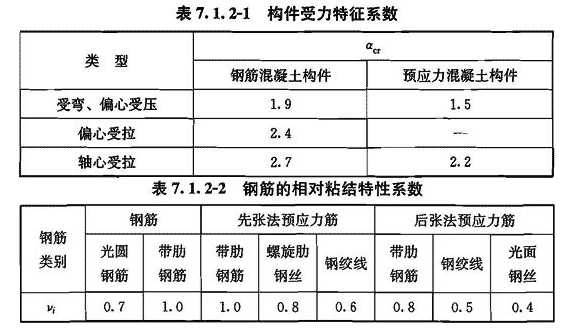 表 7.1.2-1 构件受力特征系数
类 型
αcr
钢筋混凝土构件 预应力混凝土构件
受弯、偏心受压 1.9 1.5
偏心受拉 2.4 —
轴心受拉 2.7 2.2
表 7.1.2-2 钢筋的相对粘结特性系数
钢筋
类别
钢筋 先张法预应力筋 后张法预应力筋
光圆 带肋 带肋 螺旋肋 钢绞线 带肋 钢绞线 光面
钢筋 钢筋 钢筋 钢丝 钢筋 钢丝
νi 0.7 1.0 1.0 0.8 0.6 0.8 0.5 0.4